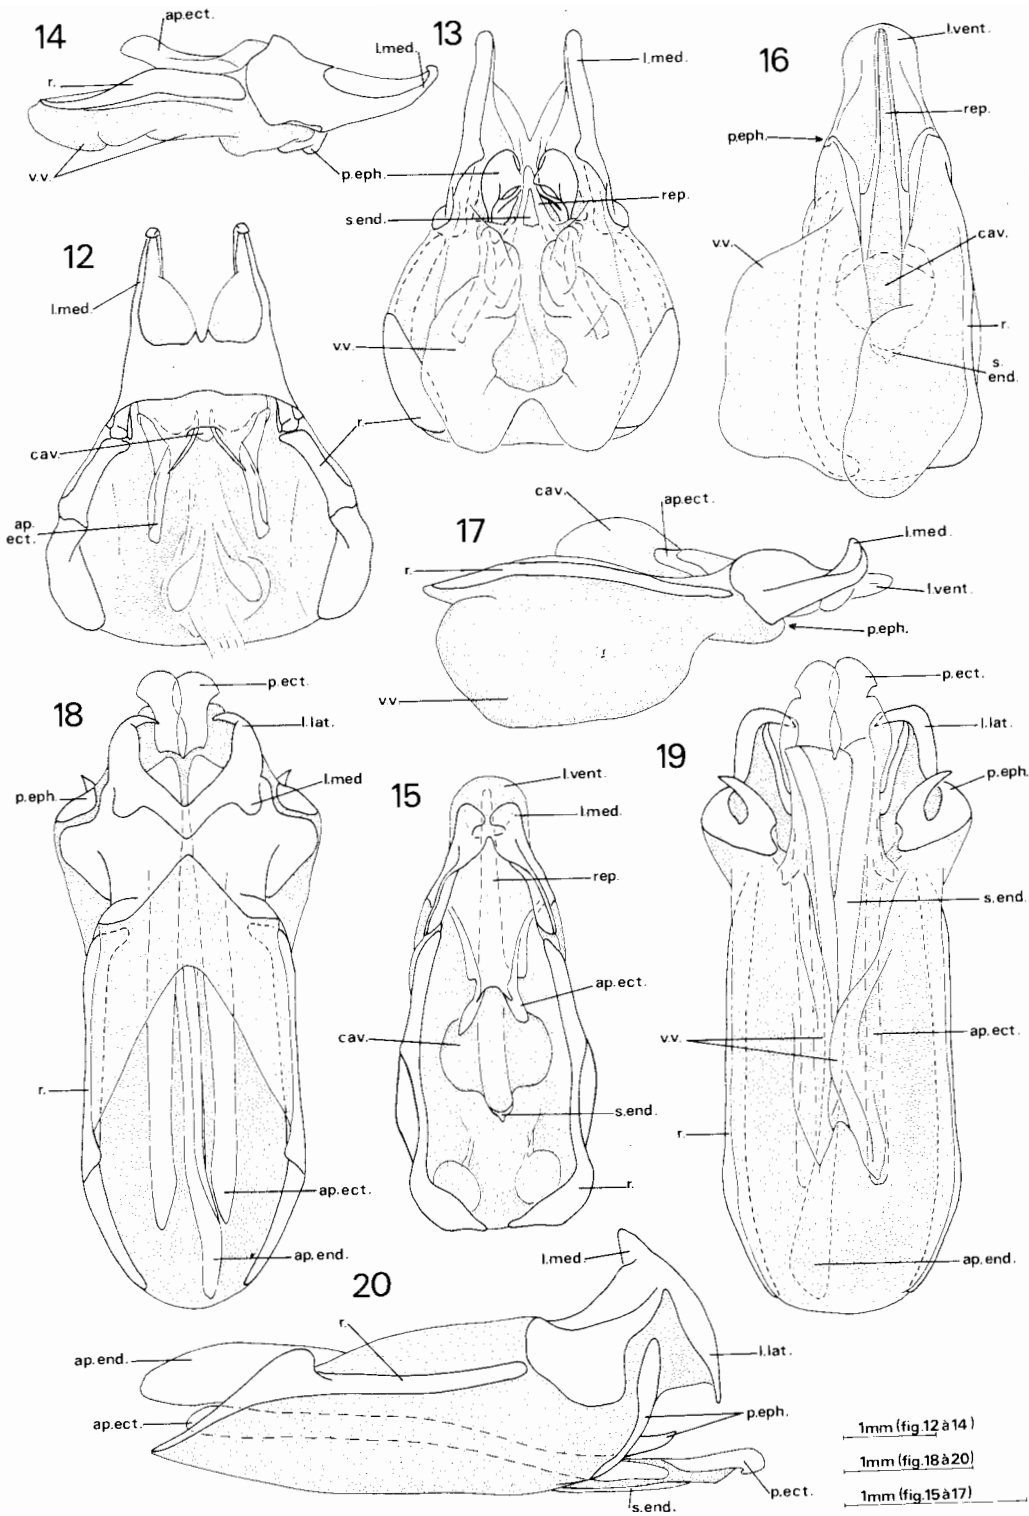 14
ap.ect.
l.med.
r.
v.v.
p.eph.
13
l.med.
rep.
s.end.
v.v.
r.
16
l.vent.
rep.
p.eph.
v.v.
cav.
r.
s.
end.
12
l.med.
cav.
ap.
ect.
17
cav.
ap.ect.
l.med.
r.
l.vent.
p.eph.
v.v.
18
p.ect.
l.lat.
l.med
p.eph.
r.
ap.ect.
ap.end.
15
l.vent.
l.med.
rep.
ap.ect.
cav.
s.end.
r.
19
p.ect.
l.lat.
p.eph.
s.end.
v.v.
ap.ect.
r.
ap.end.
20
l.med.
r.
ap.end.
l.lat.
ap.ect.
p.eph.
p.ect.
s.end.
1mm (fig.12 à 14)
1mm (fig.18 à 20)
1mm (fig.15 à 17)